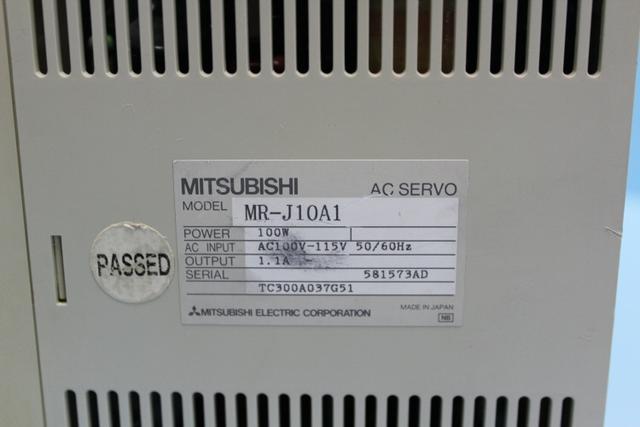 MITSUBISHI AC SERVO
MODEL MR-J10A1
POWER 100W
AC INPUT AC100V-115V 50/60Hz
OUTPUT 1.1A
SERIAL 581573AD
TC300A037G51
MITSUBISHI ELECTRIC CORPORATION MADE IN JAPAN
NB
PASSED